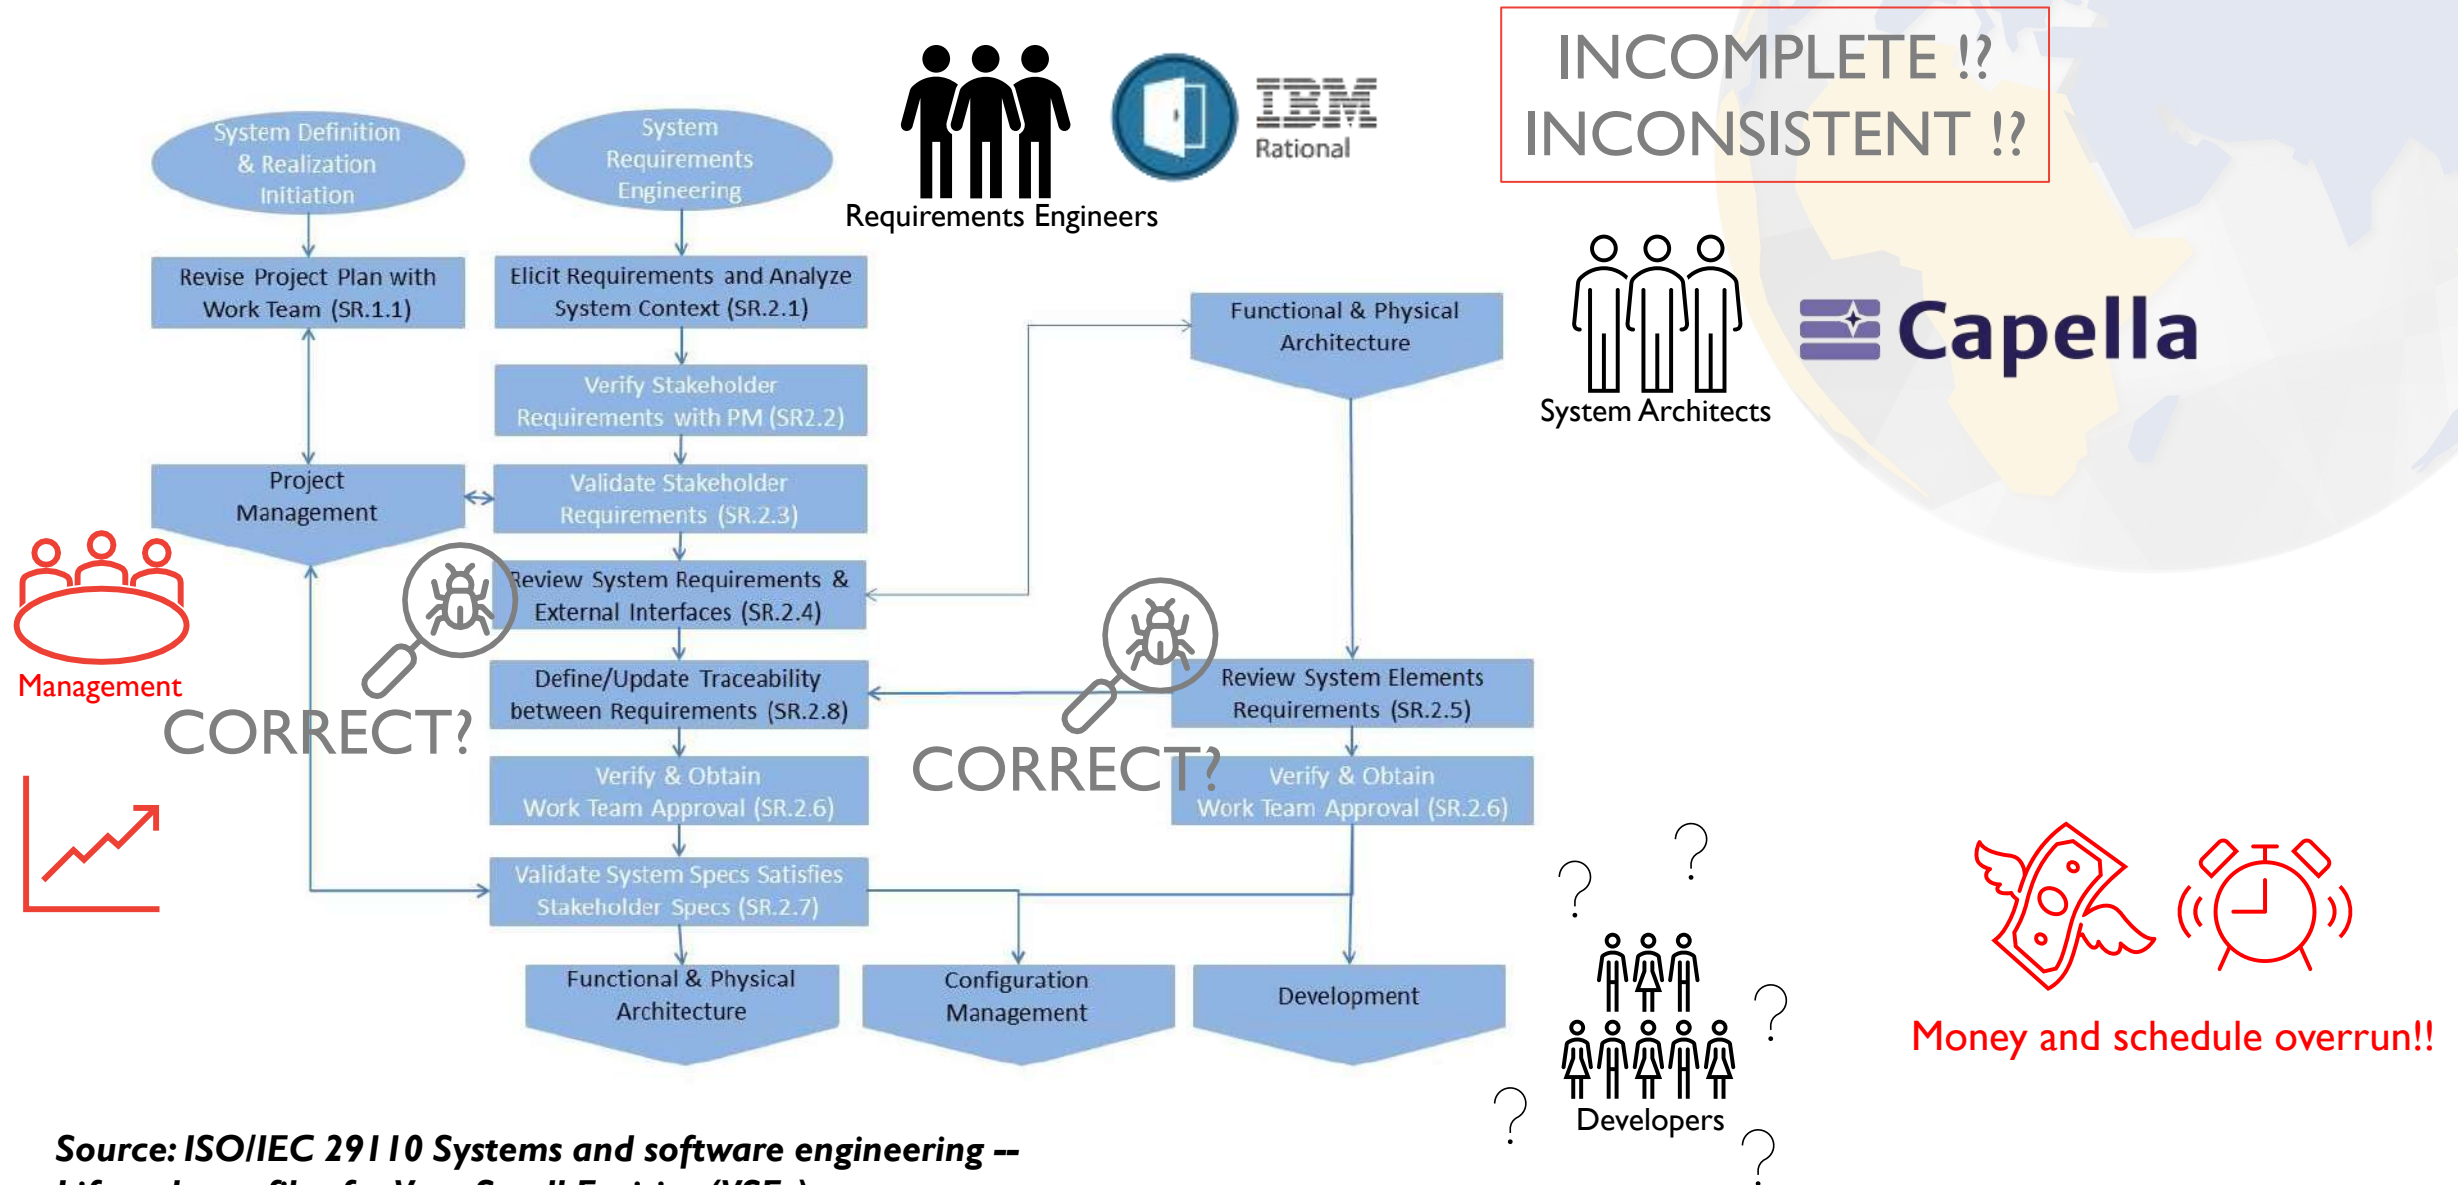 System Definition
& Realization
Initiation
System
Requirements
Engineering
Requirements Engineers
IBM
Rational
INCOMPLETE !?
INCONSISTENT !?
Revise Project Plan with
Work Team (SR.1.1)
Elicit Requirements and Analyze
System Context (SR.2.1)
Functional & Physical
Architecture
System Architects
Capella
Verify Stakeholder
Requirements with PM (SR2.2)
Project
Management
Validate Stakeholder
Requirements (SR.2.3)
Management
Review System Requirements &
External Interfaces (SR.2.4)
CORRECT?
Define/Update Traceability
between Requirements (SR.2.8)
CORRECT?
Review System Elements
Requirements (SR.2.5)
Verify & Obtain
Work Team Approval (SR.2.6)
Verify & Obtain
Work Team Approval (SR.2.6)
Validate System Specs Satisfies
Stakeholder Specs (SR.2.7)
Functional & Physical
Architecture
Configuration
Management
Development
?
?
?
?
?
Developers
Money and schedule overrun!!
Source: ISO/IEC 29110 Systems and software engineering --